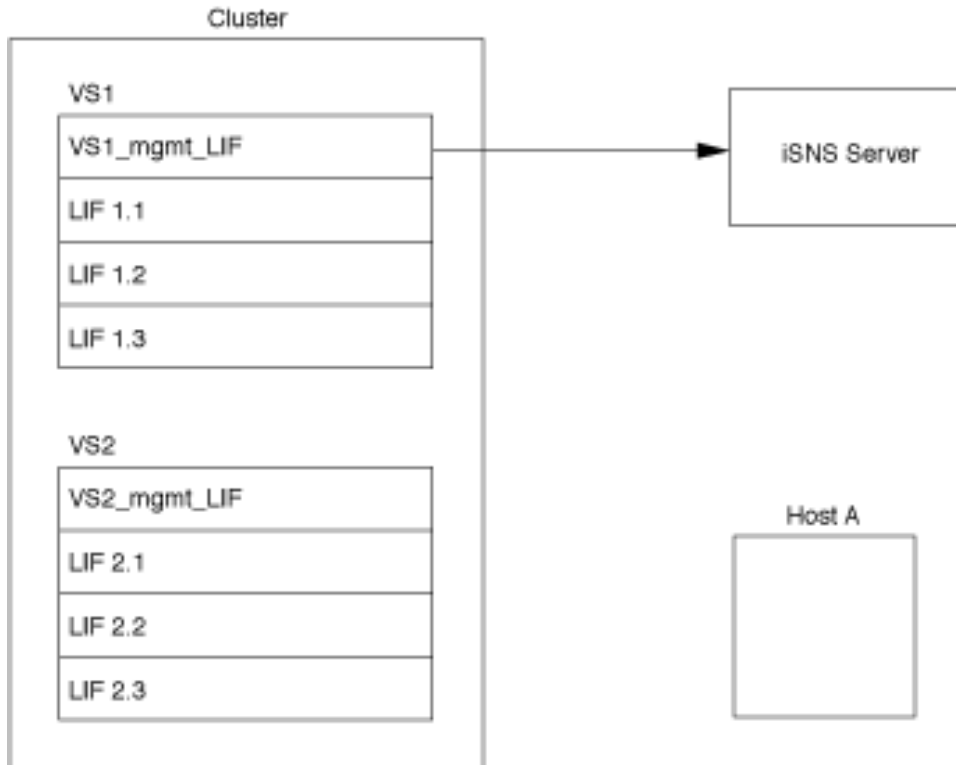 Cluster
VS1
VS1_mgmt_LIF
iSNS Server
LIF 1.1
LIF 1.2
LIF 1.3
VS2
VS2_mgmt_LIF
Host A
LIF 2.1
LIF 2.2
LIF 2.3